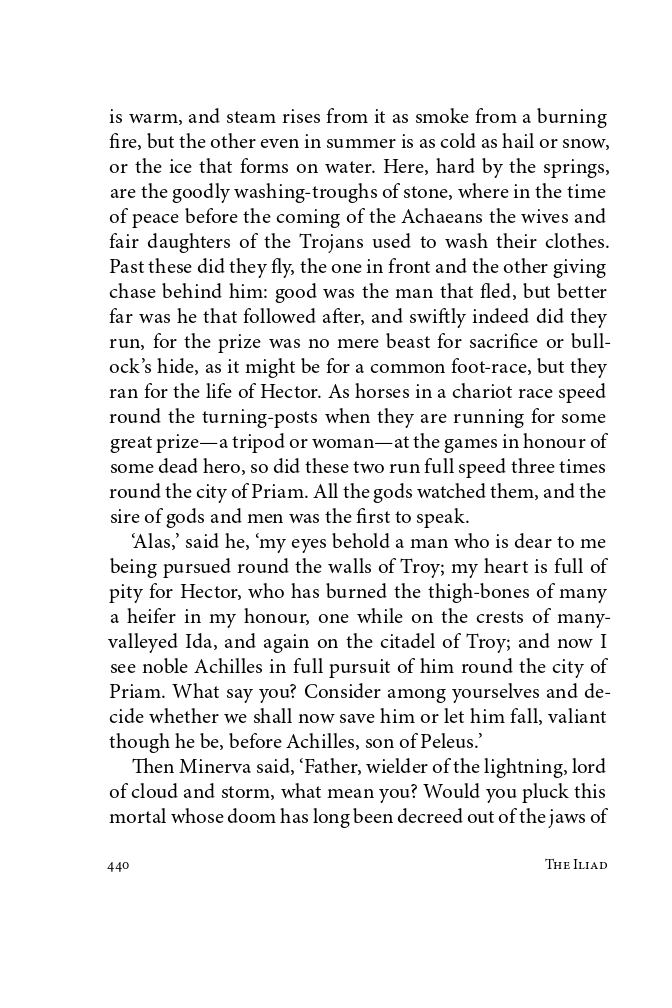 is warm, and steam rises from it as smoke from a burning
fire, but the other even in summer is as cold as hail or snow,
or the ice that forms on water. Here, hard by the springs,
are the goodly washing-troughs of stone, where in the time
of peace before the coming of the Achaeans the wives and
fair daughters of the Trojans used to wash their clothes.
Past these did they fly, the one in front and the other giving
chase behind him: good was the man that fled, but better
far was he that followed after, and swiftly indeed did they
run, for the prize was no mere beast for sacrifice or bull-
ock’s hide, as it might be for a common foot-race, but they
ran for the life of Hector. As horses in a chariot race speed
round the turning-posts when they are running for some
great prize—a tripod or woman—at the games in honour of
some dead hero, so did these two run full speed three times
round the city of Priam. All the gods watched them, and the
sire of gods and men was the first to speak.
‘Alas,’ said he, ‘my eyes behold a man who is dear to me
being pursued round the walls of Troy; my heart is full of
pity for Hector, who has burned the thigh-bones of many
a heifer in my honour, one while on the crests of many-
valleyed Ida, and again on the citadel of Troy; and now I
see noble Achilles in full pursuit of him round the city of
Priam. What say you? Consider among yourselves and de-
cide whether we shall now save him or let him fall, valiant
though he be, before Achilles, son of Peleus.’
Then Minerva said, ‘Father, wielder of the lightning, lord
of cloud and storm, what mean you? Would you pluck this
mortal whose doom has long been decreed out of the jaws of
440 The Iliad